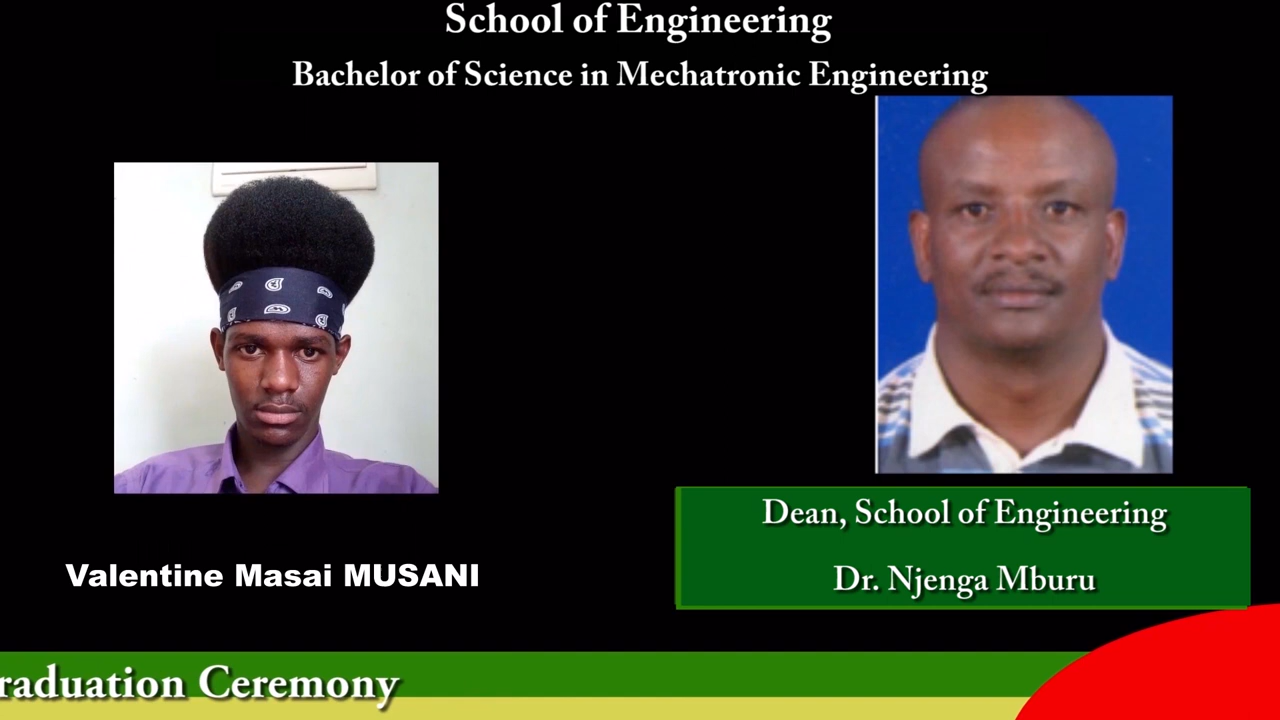 School of Engineering
Bachelor of Science in Mechatronic Engineering
Valentine Masai MUSANI
Dean, School of Engineering
Dr. Njenga Mburu
raduation Ceremony